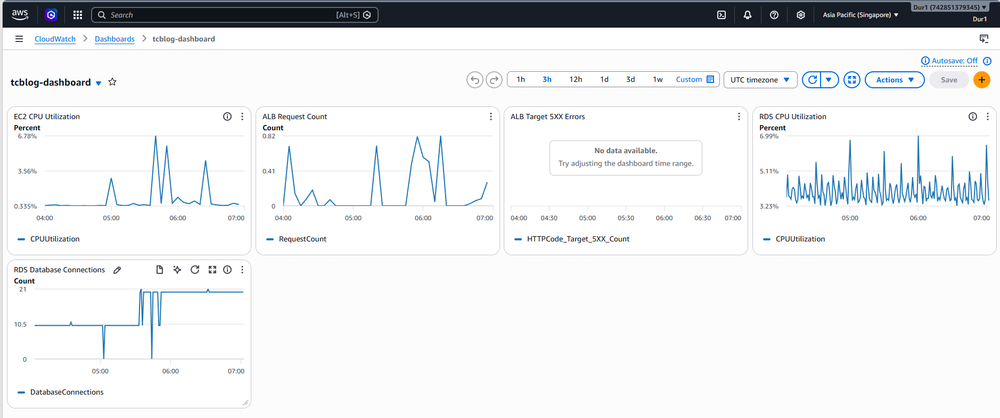 aws
Search
[Alt+S]
Asia Pacific (Singapore)
Dur1 (742851379345)
Dur1
CloudWatch
Dashboards
tcblog-dashboard
Autosave: Off
tcblog-dashboard
1h
3h
12h
1d
3d
1w
Custom
UTC timezone
Actions
Save
EC2 CPU Utilization
Percent
6.78%
3.56%
0.335%
04:00
05:00
06:00
07:00
CPUUtilization
ALB Request Count
Count
0.82
0.41
0
04:00
05:00
06:00
07:00
RequestCount
ALB Target 5XX Errors
No data available.
Try adjusting the dashboard time range.
04:00
04:30
05:00
05:30
06:00
06:30
07:00
HTTPCode_Target_5XX_Count
RDS CPU Utilization
Percent
6.99%
5.11%
3.23%
05:00
06:00
07:00
CPUUtilization
RDS Database Connections
Count
21
10.5
0
05:00
06:00
07:00
DatabaseConnections